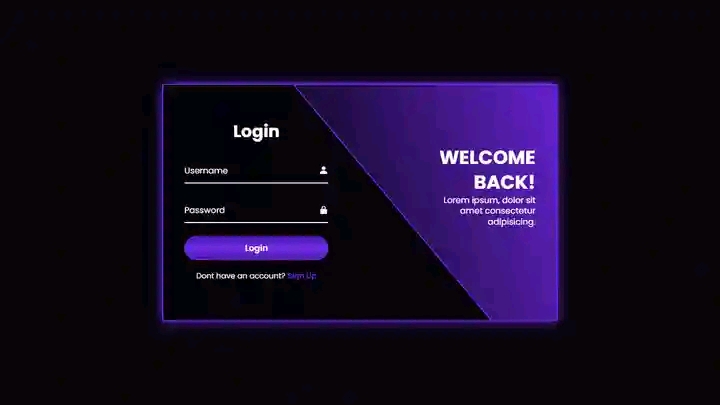 Login
Username
Password
Login
Dont have an account? Sign Up
WELCOME
BACK!
Lorem ipsum, dolor sit
amet consectetur
adipisicing.